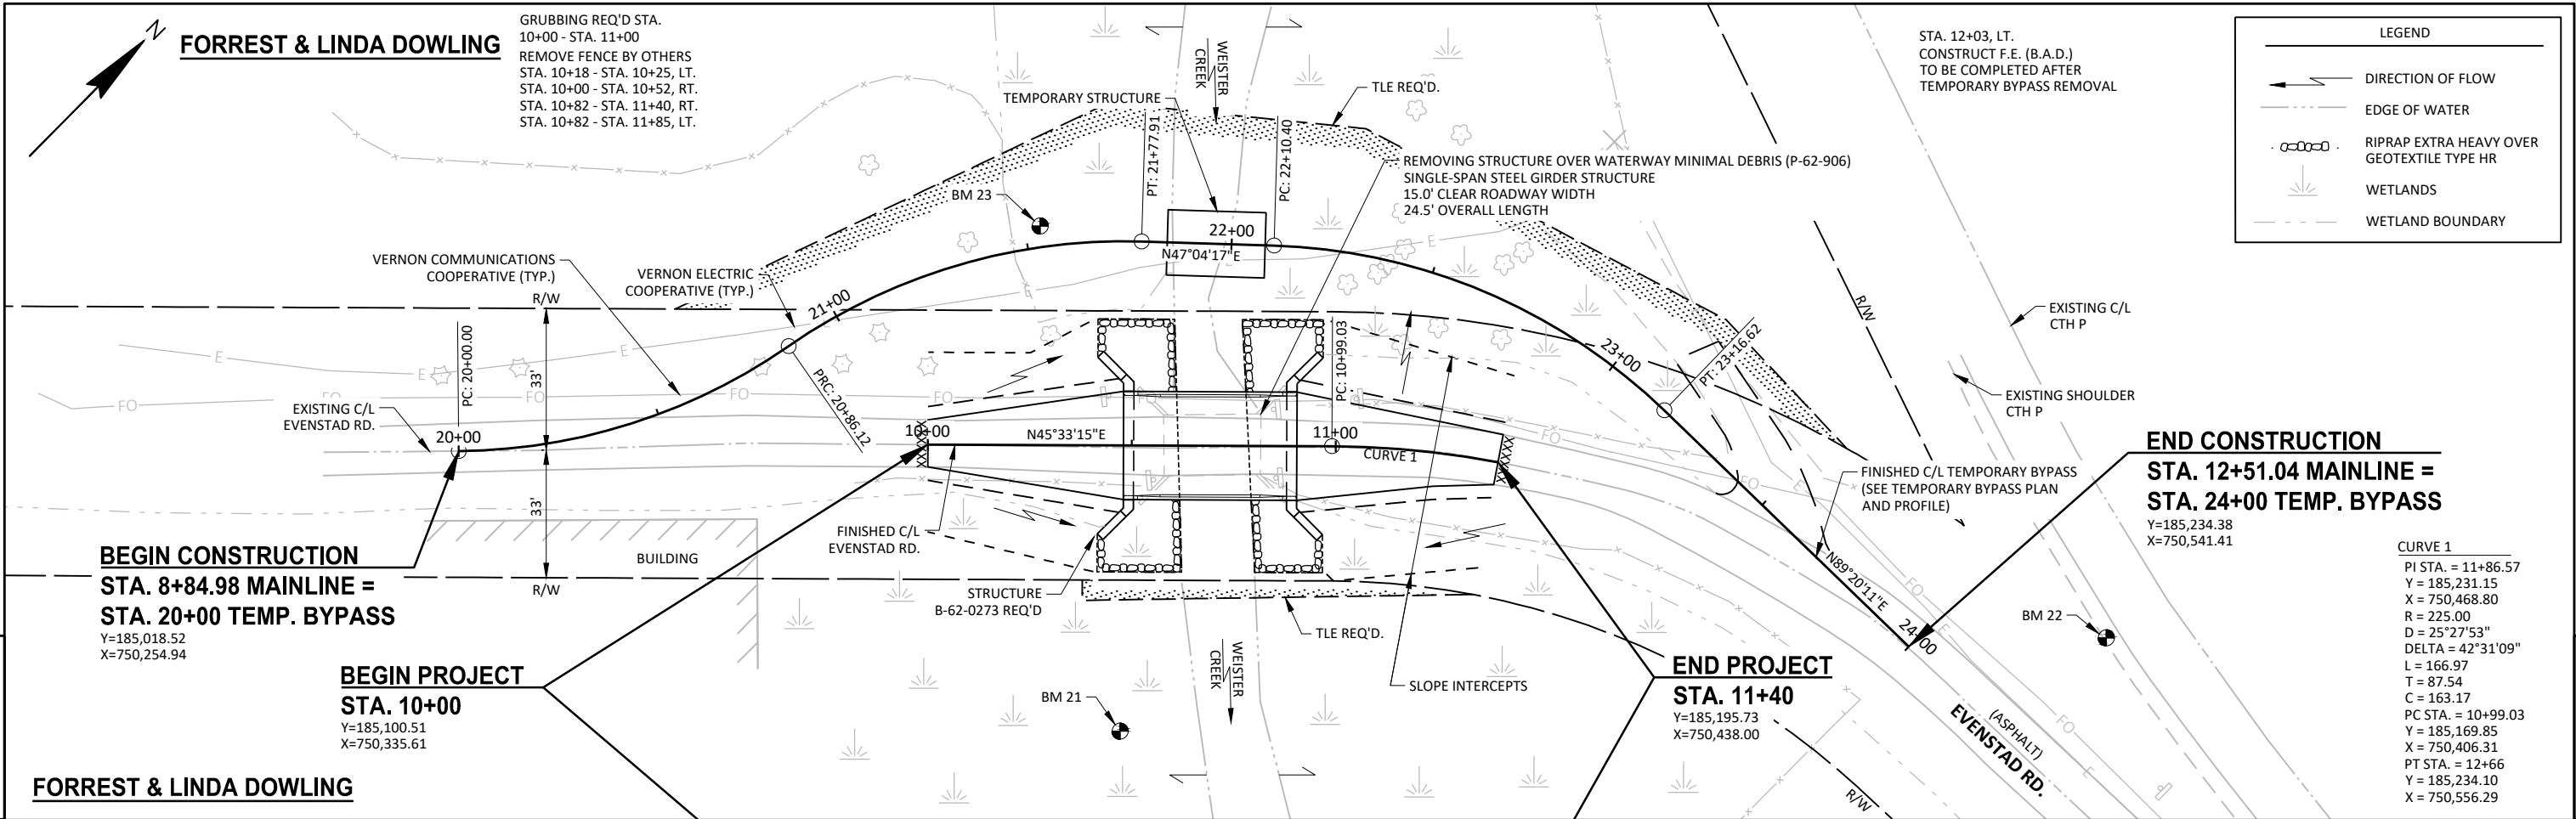 N
FORREST & LINDA DOWLING
GRUBBING REQ'D STA.
10+00 - STA. 11+00
REMOVE FENCE BY OTHERS
STA. 10+18 - STA. 10+25, LT.
STA. 10+00 - STA. 10+52, RT.
STA. 10+82 - STA. 11+40, RT.
STA. 10+82 - STA. 11+85, LT.
WEISTER
CREEK
TEMPORARY STRUCTURE
TLE REQ'D.
STA. 12+03, LT.
CONSTRUCT F.E. (B.A.D.)
TO BE COMPLETED AFTER
TEMPORARY BYPASS REMOVAL
LEGEND
DIRECTION OF FLOW
EDGE OF WATER
RIPRAP EXTRA HEAVY OVER
GEOTEXTILE TYPE HR
WETLANDS
WETLAND BOUNDARY
PT: 21+77.91
PC: 22+10.40
REMOVING STRUCTURE OVER WATERWAY MINIMAL DEBRIS (P-62-906)
SINGLE-SPAN STEEL GIRDER STRUCTURE
15.0' CLEAR ROADWAY WIDTH
24.5' OVERALL LENGTH
BM 23
22+00
N47°04'17"E
E
VERNON COMMUNICATIONS
COOPERATIVE (TYP.)
VERNON ELECTRIC
COOPERATIVE (TYP.)
R/W
21+00
E
R/W
EXISTING C/L
CTH P
PC: 20+00.00
33'
E
E
E
PRC: 20+86.12
PC: 10+99.03
23+00
PT: 23+16.62
EXISTING SHOULDER
CTH P
FO
FO
FO
FO
EXISTING C/L
EVENSTAD RD.
20+00
10+00
N45°33'15"E
11+00
CURVE 1
FO
33'
FINISHED C/L
EVENSTAD RD.
FINISHED C/L TEMPORARY BYPASS
(SEE TEMPORARY BYPASS PLAN
AND PROFILE)
END CONSTRUCTION
STA. 12+51.04 MAINLINE =
STA. 24+00 TEMP. BYPASS
Y=185,234.38
X=750,541.41
BEGIN CONSTRUCTION
STA. 8+84.98 MAINLINE =
STA. 20+00 TEMP. BYPASS
Y=185,018.52
X=750,254.94
BUILDING
R/W
STRUCTURE
B-62-0273 REQ'D
TLE REQ'D.
N89°20'11"E
FO
E
24+00
BM 22
CURVE 1
PI STA. = 11+86.57
Y = 185,231.15
X = 750,468.80
R = 225.00
D = 25°27'53"
DELTA = 42°31'09"
L = 166.97
T = 87.54
C = 163.17
PC STA. = 10+99.03
Y = 185,169.85
X = 750,406.31
PT STA. = 12+66
Y = 185,234.10
X = 750,556.29
BEGIN PROJECT
STA. 10+00
Y=185,100.51
X=750,335.61
WEISTER
CREEK
BM 21
SLOPE INTERCEPTS
END PROJECT
STA. 11+40
Y=185,195.73
X=750,438.00
(ASPHALT)
EVENSTAD RD.
FO
E
R/W
FORREST & LINDA DOWLING